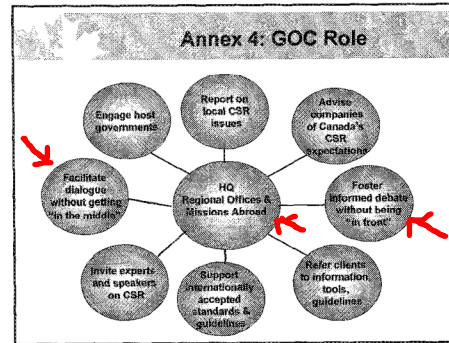 Annex 4: GOC Role
Engage host
governments
Report on
local CSR
issues
Advise
companies
of Canada's
CSR
expectations
Facilitate
dialogue
without getting
"in the middle"
HQ
Regional Offices &
Missions Abroad
Foster
informed debate
without being
"in front"
Invite experts
and speakers
on CSR
Support
internationally
accepted
standards &
guidelines
Refer clients
to information,
tools,
guidelines